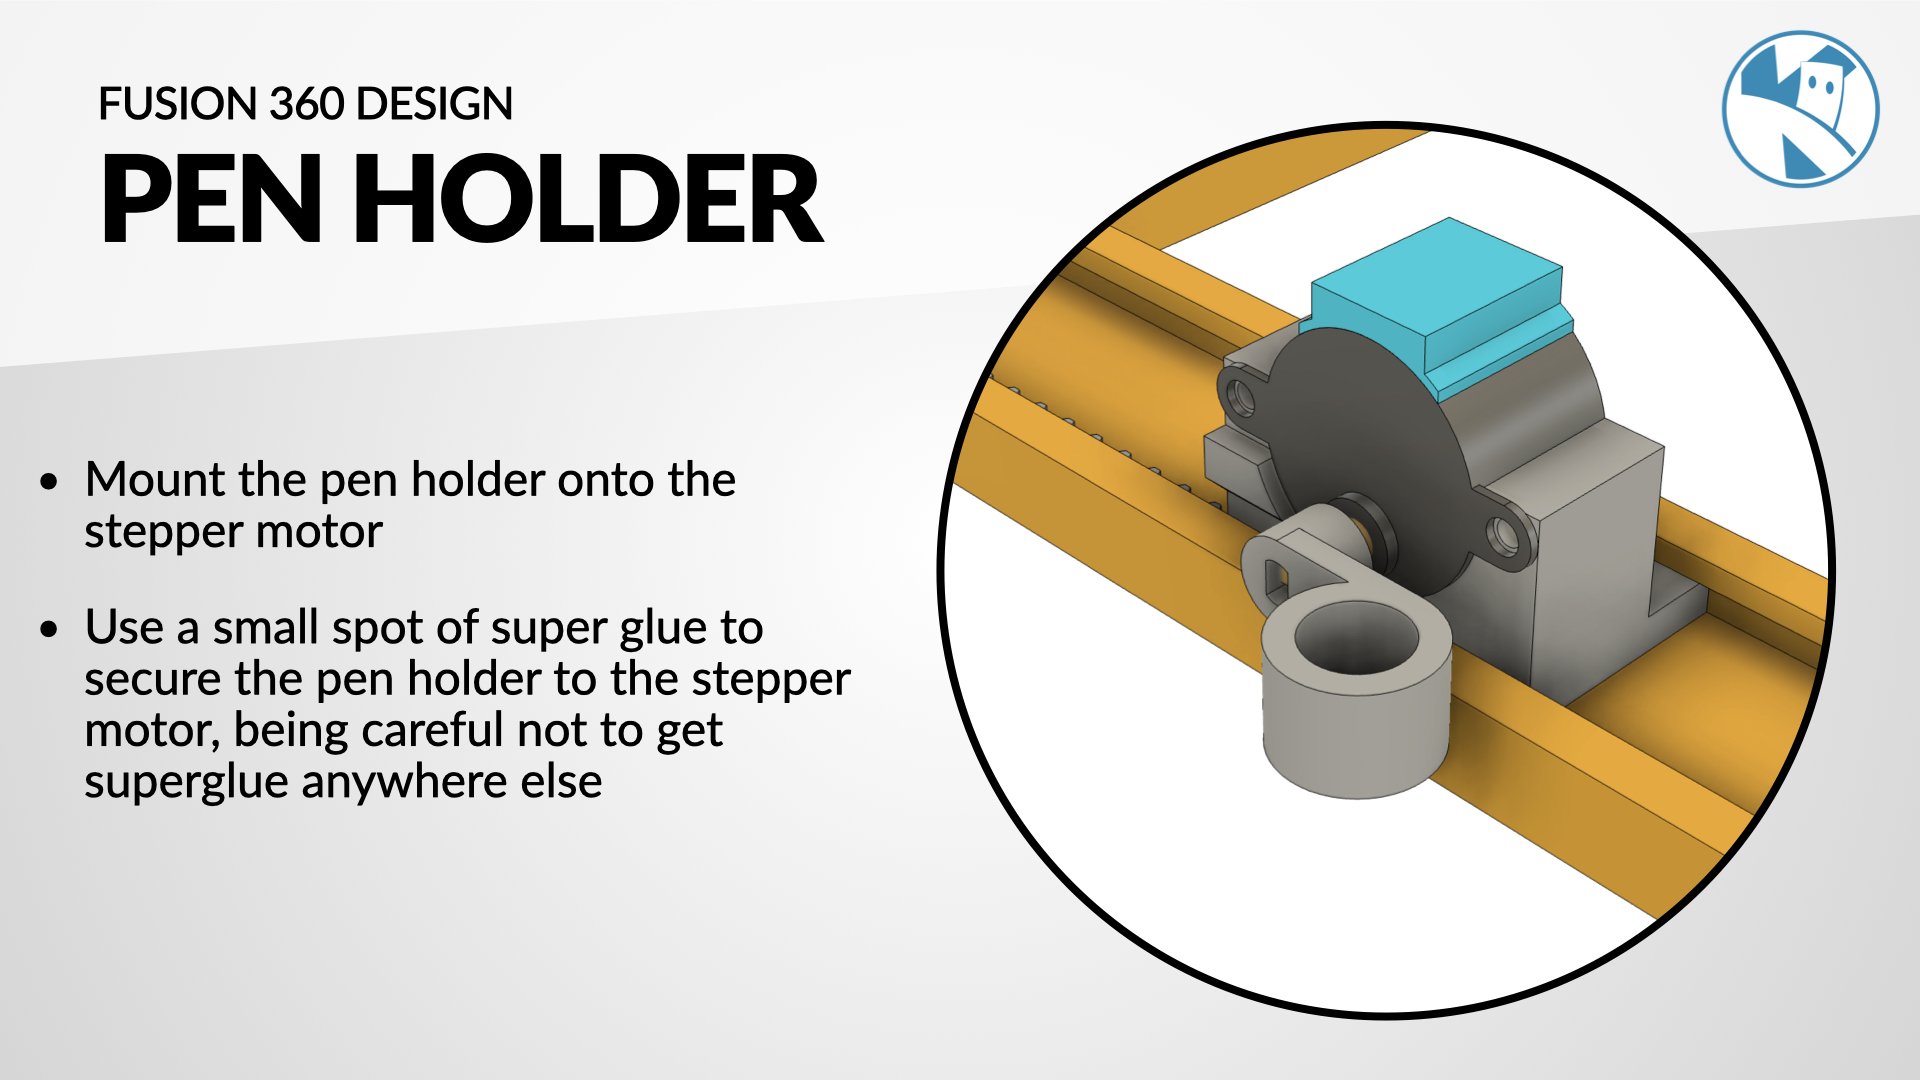 FUSION 360 DESIGN
PEN HOLDER
• Mount the pen holder onto the
stepper motor
• Use a small spot of super glue to
secure the pen holder to the stepper
motor, being careful not to get
superglue anywhere else